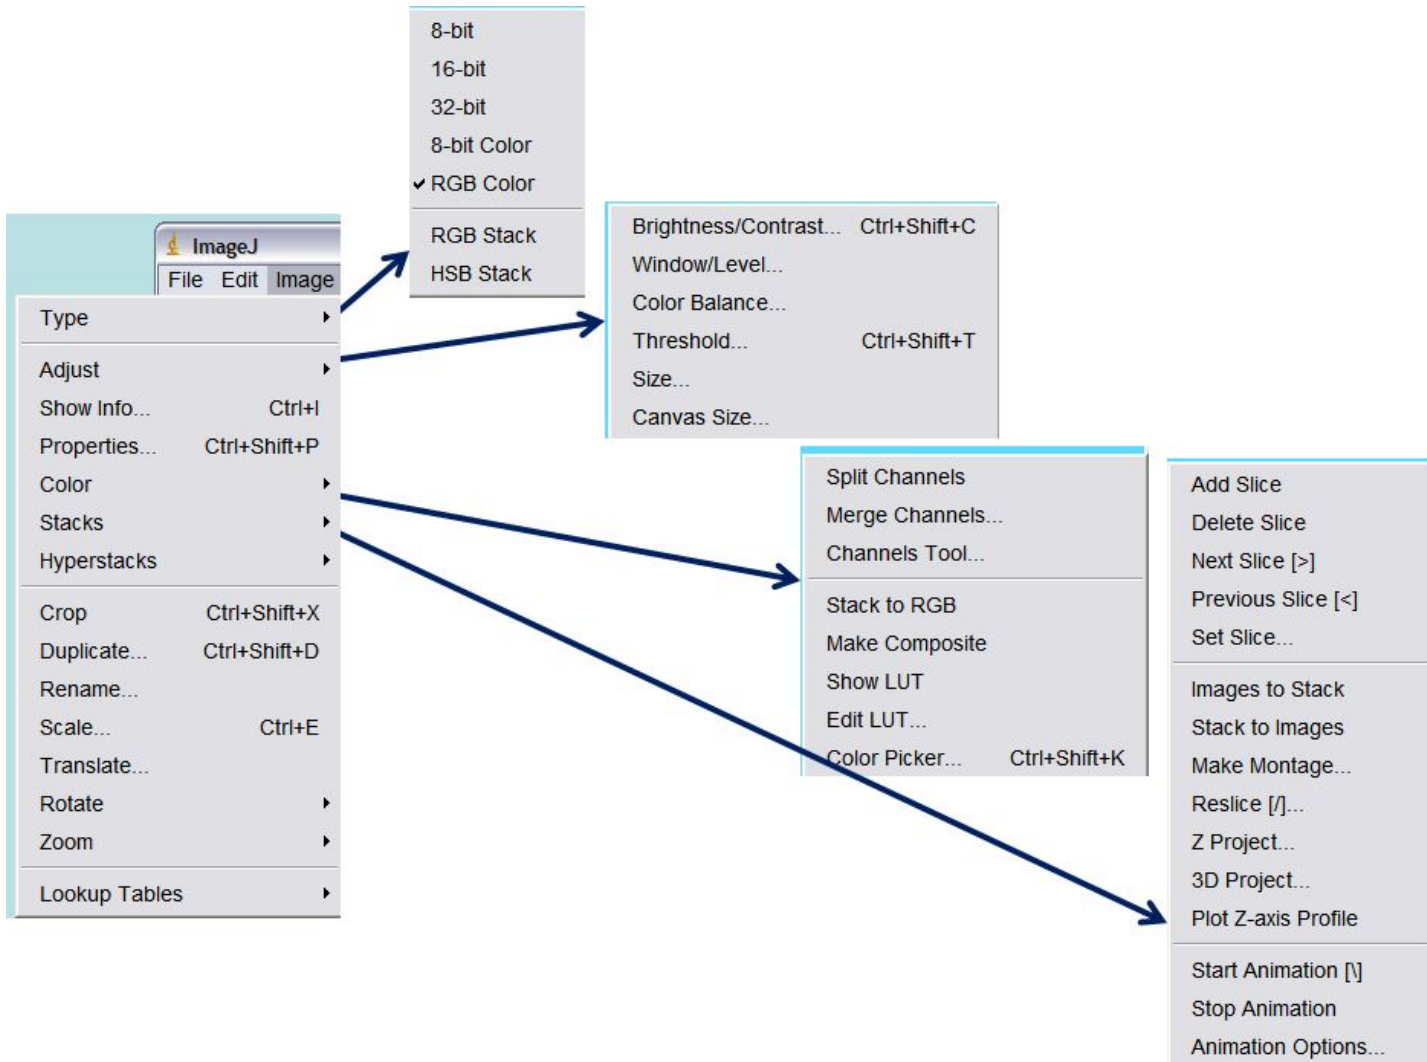 8-bit
16-bit
32-bit
8-bit Color
RGB Color
RGB Stack
HSB Stack
ImageJ
File Edit Image
Type
Adjust
Show Info... Ctrl+I
Properties... Ctrl+Shift+P
Color
Stacks
Hyperstacks
Crop Ctrl+Shift+X
Duplicate... Ctrl+Shift+D
Rename...
Scale... Ctrl+E
Translate...
Rotate
Zoom
Lookup Tables
Brightness/Contrast... Ctrl+Shift+C
Window/Level...
Color Balance...
Threshold... Ctrl+Shift+T
Size...
Canvas Size...
Split Channels
Merge Channels...
Channels Tool...
Stack to RGB
Make Composite
Show LUT
Edit LUT...
Color Picker... Ctrl+Shift+K
Add Slice
Delete Slice
Next Slice [>]
Previous Slice [<]
Set Slice...
Images to Stack
Stack to Images
Make Montage...
Reslice [/]...
Z Project...
3D Project...
Plot Z-axis Profile
Start Animation [\]
Stop Animation
Animation Options...